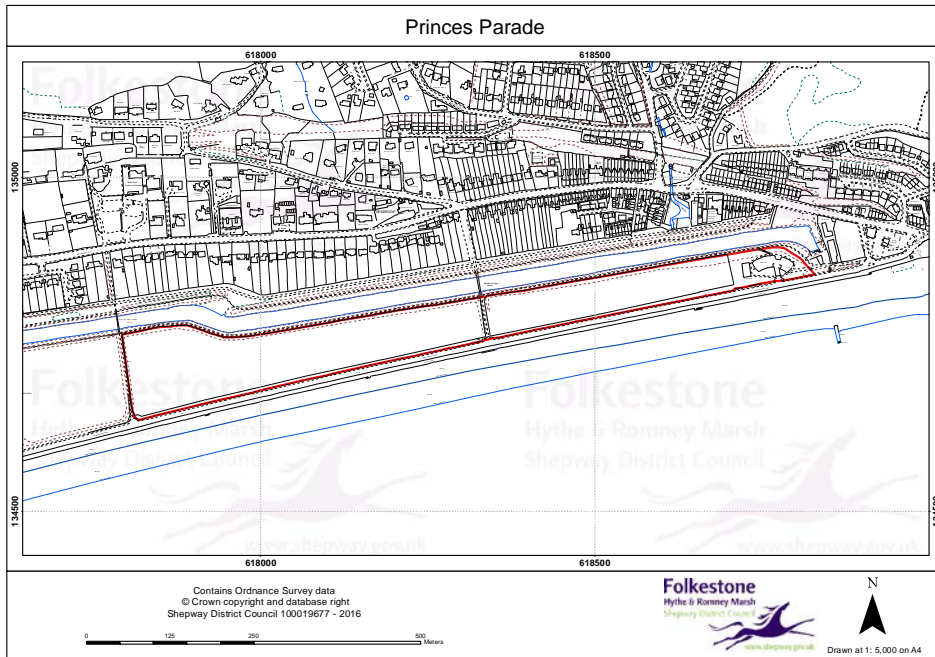 Princes Parade
618000
618500
135000
134500
Folkestone
Hythe & Romney Marsh
Shepway District Council
www.shepway.gov.uk
Contains Ordnance Survey data
© Crown copyright and database right
Shepway District Council 100019677 - 2016
0 125 250 500
Meters
Folkestone
Hythe & Romney Marsh
Shepway District Council
www.shepway.gov.uk
N
Drawn at 1: 5,000 on A4